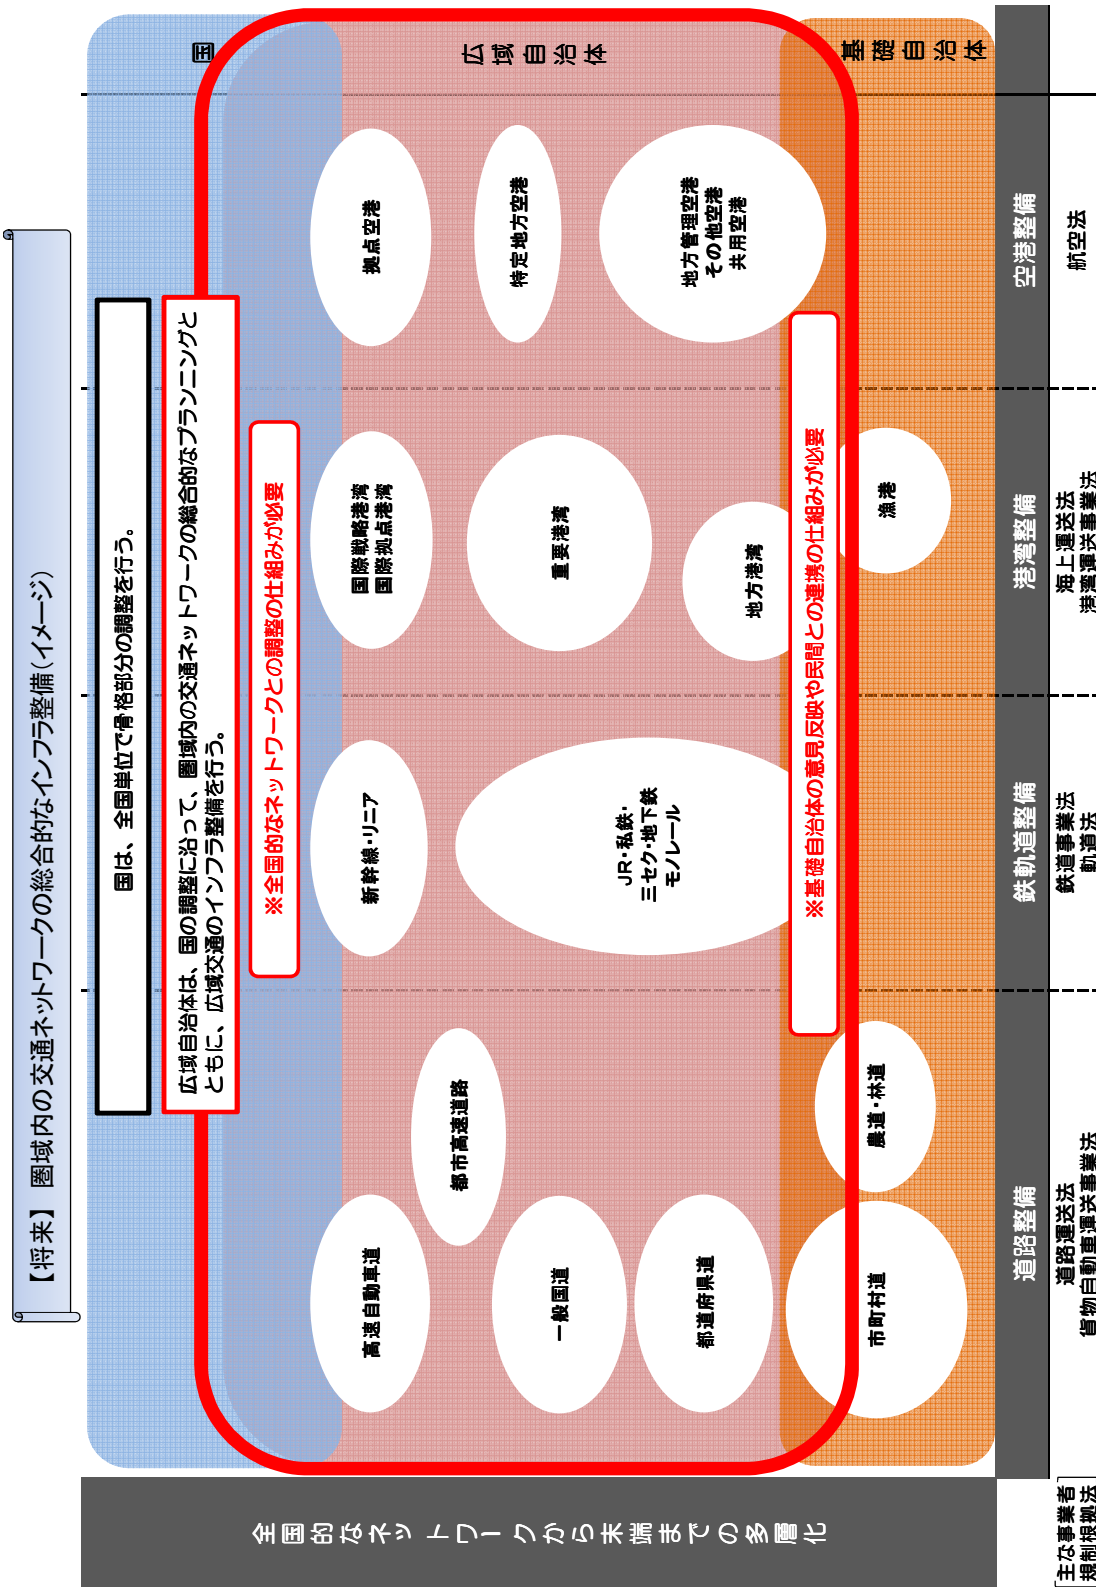 【将来】 圏域内の交通ネットワークの総合的なインフラ整備(イメージ)
国は、全国単位で骨格部分の調整を行う。
広域自治体は、国の調整に沿って、圏域内の交通ネットワークの総合的なプランニングと
ともに、広域交通のインフラ整備を行う。
※全国的なネットワークとの調整の仕組みが必要
国
広域自治体
基礎自治体
全国的なネットワークから末端までの多層化
高速自動車道
都市高速道路
一般国道
都道府県道
市町村道
農道・林道
新幹線・リニア
JR・私鉄・
三セク・地下鉄
モノレール
国際戦略港湾
国際拠点港湾
重要港湾
地方港湾
漁港
拠点空港
特定地方空港
地方管理空港
その他空港
共用空港
※基礎自治体の意見反映や民間との連携の仕組みが必要
道路整備
鉄軌道整備
港湾整備
空港整備
主な事業者
規制根拠法
道路運送法
貨物自動車運送事業法
鉄道事業法
軌道法
海上運送法
港湾運送事業法
航空法